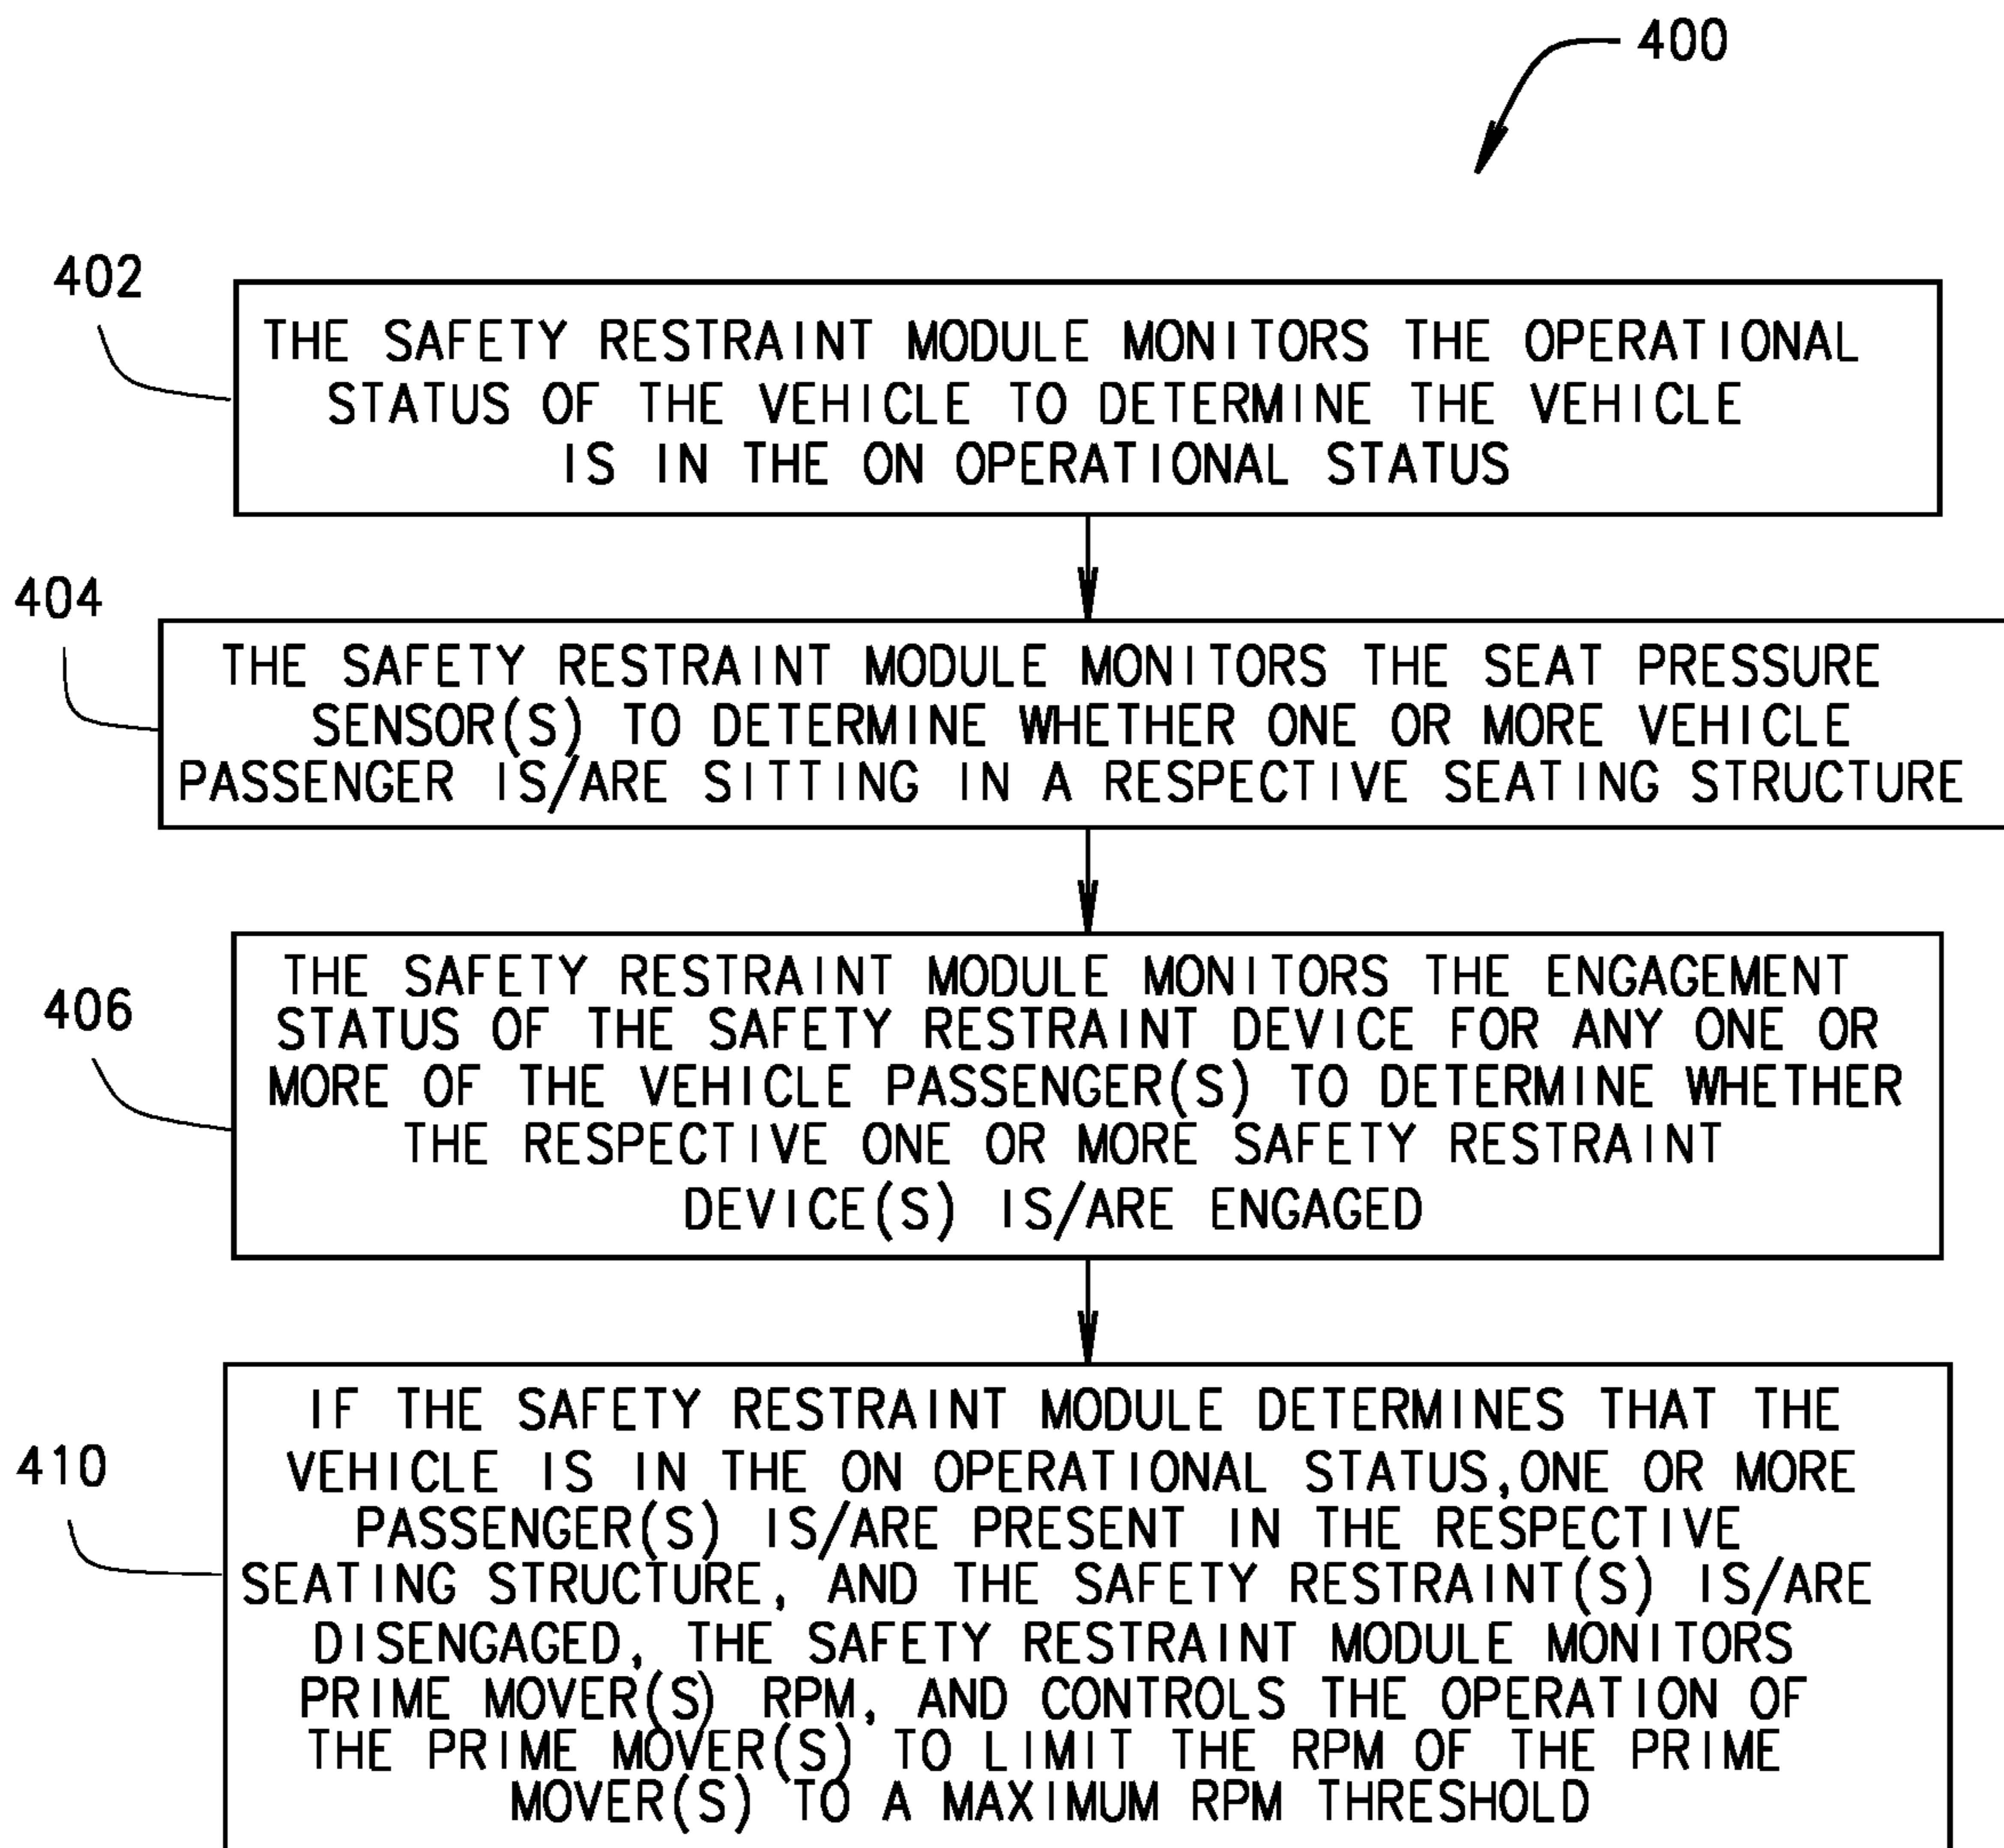 400
402
THE SAFETY RESTRAINT MODULE MONITORS THE OPERATIONAL
STATUS OF THE VEHICLE TO DETERMINE THE VEHICLE
IS IN THE ON OPERATIONAL STATUS
404
THE SAFETY RESTRAINT MODULE MONITORS THE SEAT PRESSURE
SENSOR(S) TO DETERMINE WHETHER ONE OR MORE VEHICLE
PASSENGER IS/ARE SITTING IN A RESPECTIVE SEATING STRUCTURE
406
THE SAFETY RESTRAINT MODULE MONITORS THE ENGAGEMENT
STATUS OF THE SAFETY RESTRAINT DEVICE FOR ANY ONE OR
MORE OF THE VEHICLE PASSENGER(S) TO DETERMINE WHETHER
THE RESPECTIVE ONE OR MORE SAFETY RESTRAINT
DEVICE(S) IS/ARE ENGAGED
410
IF THE SAFETY RESTRAINT MODULE DETERMINES THAT THE
VEHICLE IS IN THE ON OPERATIONAL STATUS,ONE OR MORE
PASSENGER(S) IS/ARE PRESENT IN THE RESPECTIVE
SEATING STRUCTURE, AND THE SAFETY RESTRAINT(S) IS/ARE
DISENGAGED, THE SAFETY RESTRAINT MODULE MONITORS
PRIME MOVER(S) RPM, AND CONTROLS THE OPERATION OF
THE PRIME MOVER(S) TO LIMIT THE RPM OF THE PRIME
MOVER(S) TO A MAXIMUM RPM THRESHOLD